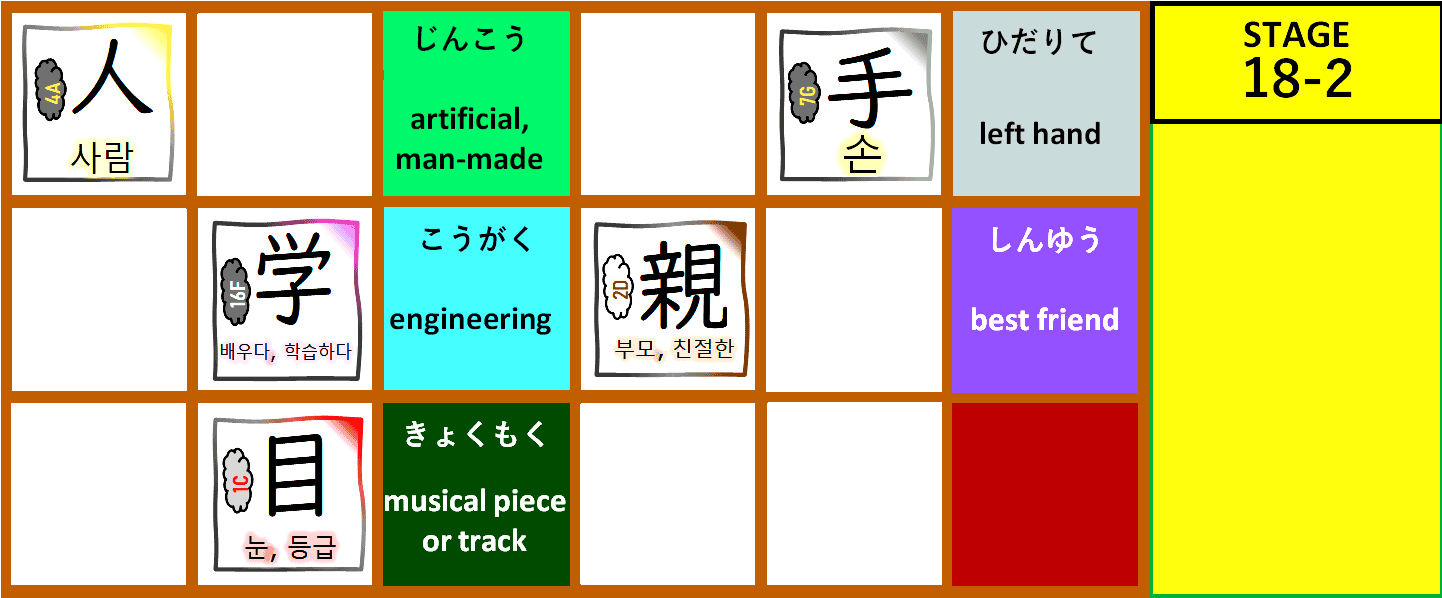 4A
人
사람
じんこう
artificial,
man-made
7G
手
손
ひだりて
left hand
STAGE
18-2
16F
学
배우다, 학습하다
こうがく
engineering
2D
親
부모, 친절한
しんゆう
best friend
1C
目
눈, 등급
きょくもく
musical piece
or track